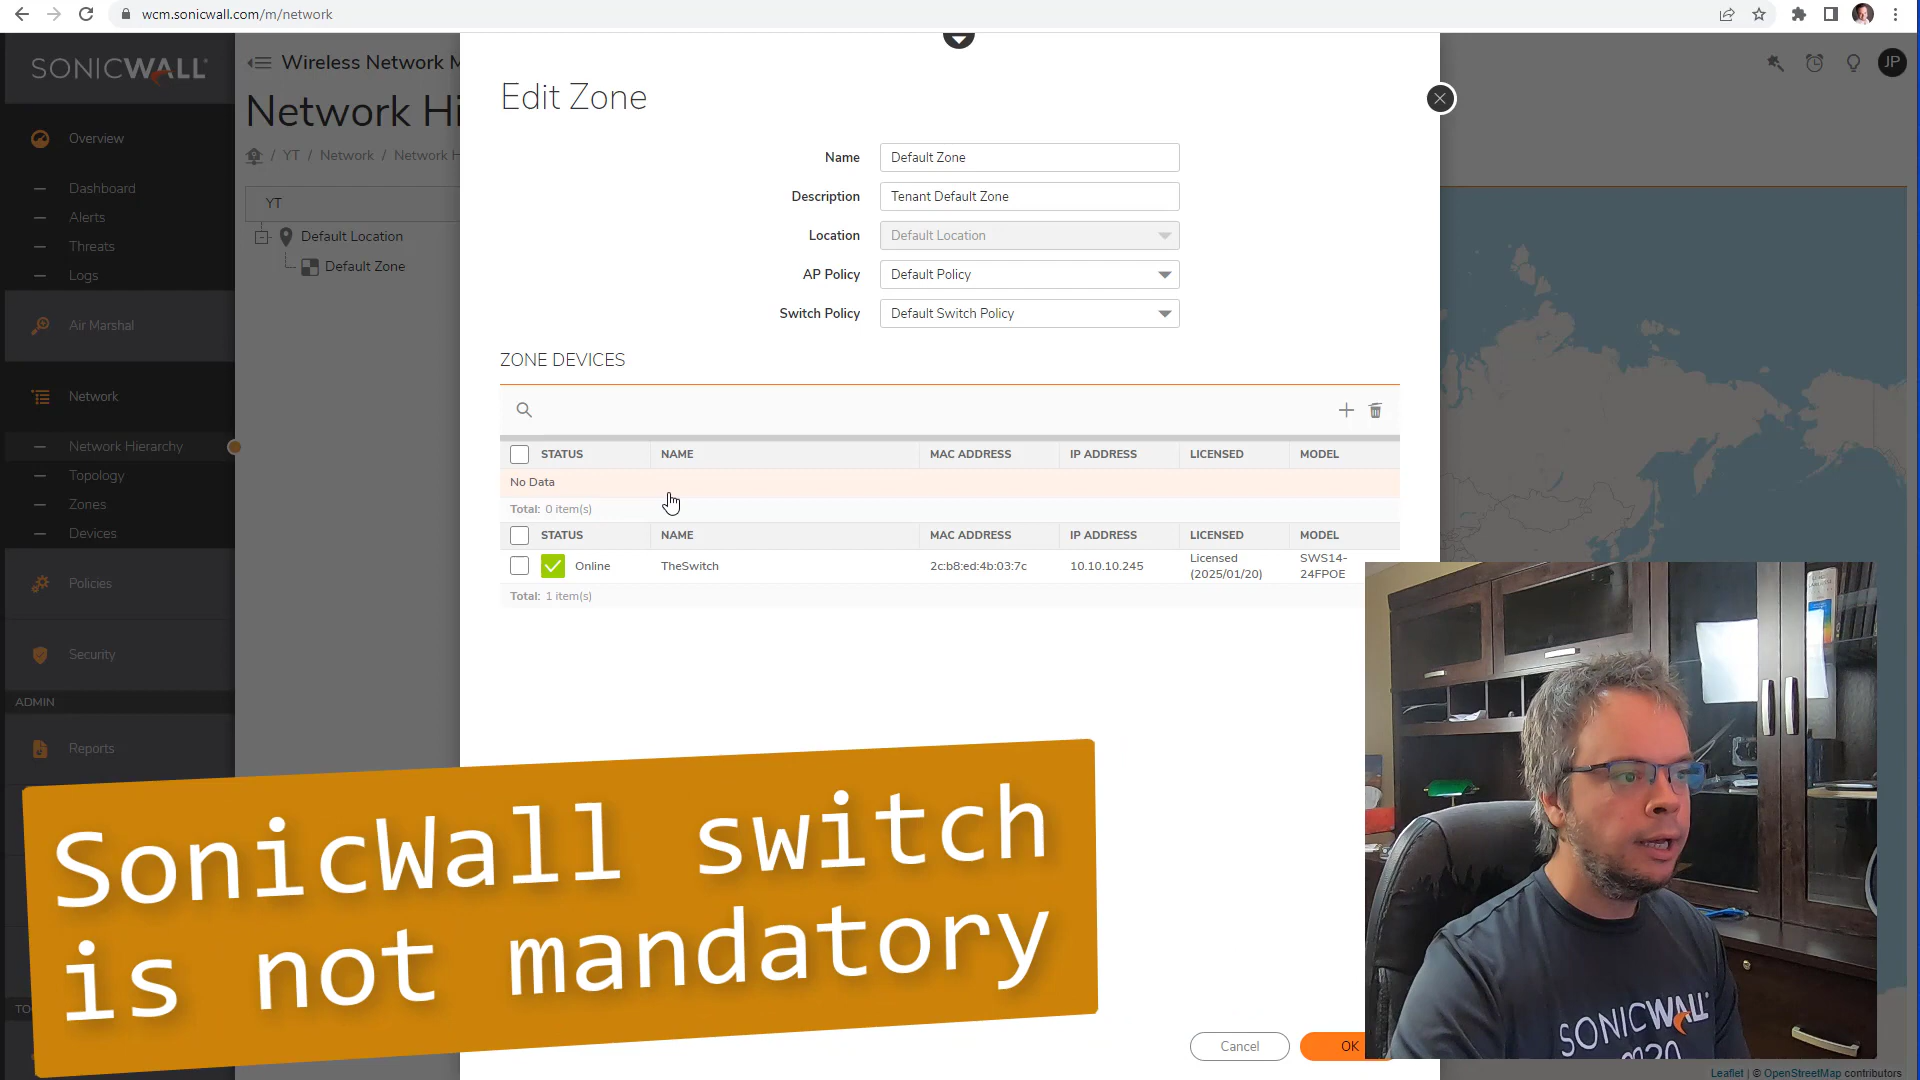 wcm.sonicwall.com/m/network
SONICWALL
Wireless Network M
JP
Network Hi
/ YT / Network / Network H
Overview
Dashboard
Alerts
Threats
Logs
Air Marshal
Network
Network Hierarchy
Topology
Zones
Devices
Policies
Security
ADMIN
Reports
TO
YT
Default Location
Default Zone
Edit Zone
Name Default Zone
Description Tenant Default Zone
Location Default Location
AP Policy Default Policy
Switch Policy Default Switch Policy
ZONE DEVICES
STATUS NAME MAC ADDRESS IP ADDRESS LICENSED MODEL
No Data
Total: 0 item(s)
STATUS NAME MAC ADDRESS IP ADDRESS LICENSED MODEL
Online TheSwitch 2c:b8:ed:4b:03:7c 10.10.10.245 Licensed (2025/01/20) SWS14-24FPOE
Total: 1 item(s)
SonicWall switch
is not mandatory
Cancel OK
SONICWALL
2020
Leaflet | © OpenStreetMap contributors